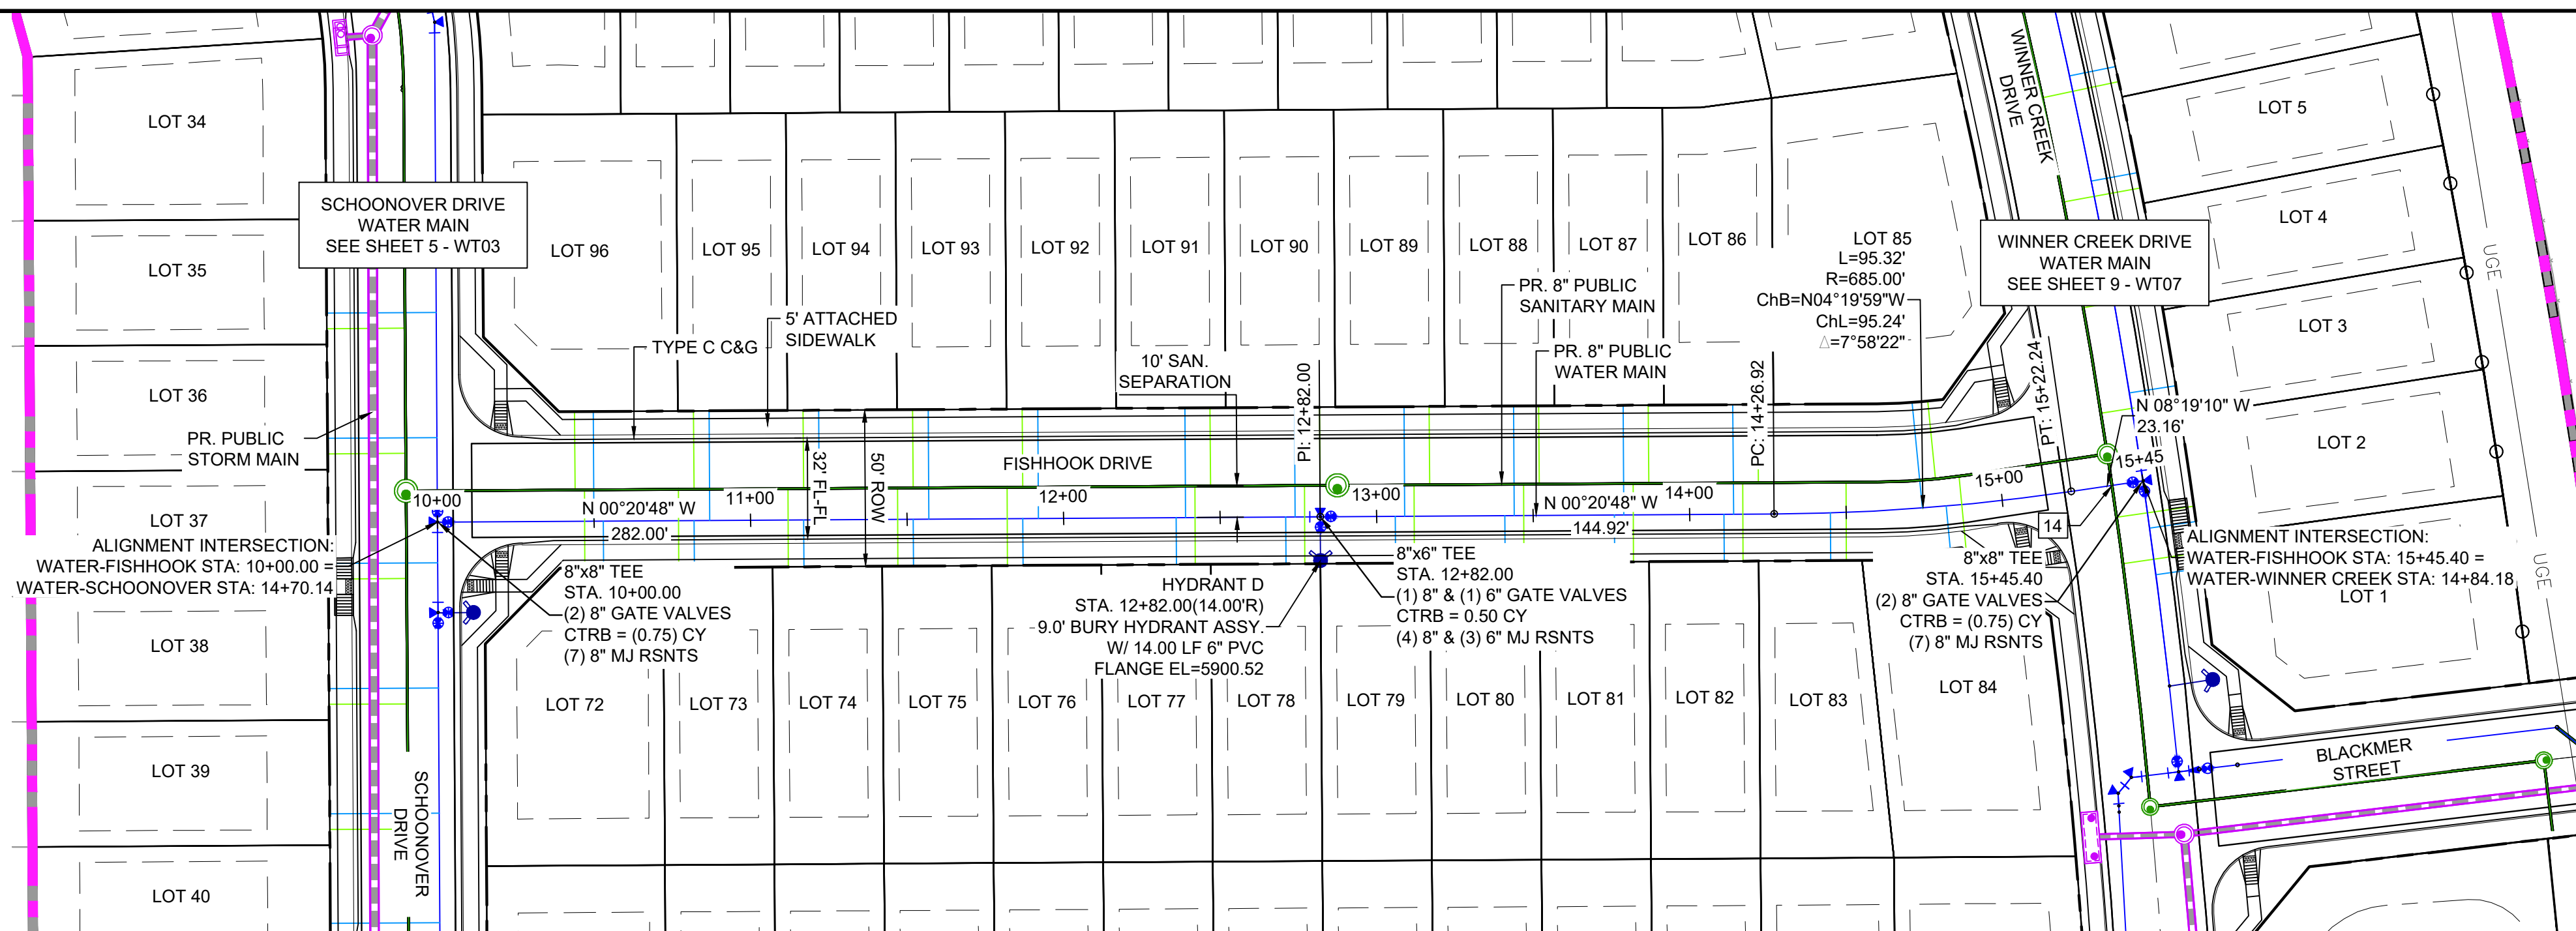 LOT 34
SCHOONOVER DRIVE
WATER MAIN
SEE SHEET 5 - WT03
LOT 35
LOT 36
PR. PUBLIC
STORM MAIN
LOT 37
ALIGNMENT INTERSECTION:
WATER-FISHHOOK STA: 10+00.00 =
WATER-SCHOONOVER STA: 14+70.14
LOT 38
LOT 39
LOT 40
SCHOONOVER
DRIVE
LOT 96
LOT 95
LOT 94
LOT 93
LOT 92
LOT 91
LOT 90
LOT 89
LOT 88
LOT 87
LOT 86
LOT 85
L=95.32'
R=685.00'
ChB=N04°19'59"W
ChL=95.24'
△=7°58'22"
TYPE C C&G
5' ATTACHED
SIDEWALK
10' SAN.
SEPARATION
PR. 8" PUBLIC
SANITARY MAIN
PR. 8" PUBLIC
WATER MAIN
PI: 12+82.00
PC: 14+26.92
PT: 15+22.24
FISHHOOK DRIVE
32' FL-FL
50' ROW
10+00
11+00
12+00
13+00
14+00
15+00
15+45
N 00°20'48" W
282.00'
N 00°20'48" W
144.92'
N 08°19'10" W
23.16'
14
8"x8" TEE
STA. 10+00.00
(2) 8" GATE VALVES
CTRB = (0.75) CY
(7) 8" MJ RSNTS
HYDRANT D
STA. 12+82.00(14.00'R)
9.0' BURY HYDRANT ASSY.
W/ 14.00 LF 6" PVC
FLANGE EL=5900.52
8"x6" TEE
STA. 12+82.00
(1) 8" & (1) 6" GATE VALVES
CTRB = 0.50 CY
(4) 8" & (3) 6" MJ RSNTS
8"x8" TEE
STA. 15+45.40
(2) 8" GATE VALVES
CTRB = (0.75) CY
(7) 8" MJ RSNTS
ALIGNMENT INTERSECTION:
WATER-FISHHOOK STA: 15+45.40 =
WATER-WINNER CREEK STA: 14+84.18
LOT 1
LOT 72
LOT 73
LOT 74
LOT 75
LOT 76
LOT 77
LOT 78
LOT 79
LOT 80
LOT 81
LOT 82
LOT 83
LOT 84
WINNER CREEK
DRIVE
WINNER CREEK DRIVE
WATER MAIN
SEE SHEET 9 - WT07
LOT 5
LOT 4
LOT 3
LOT 2
UGE
UGE
BLACKMER
STREET